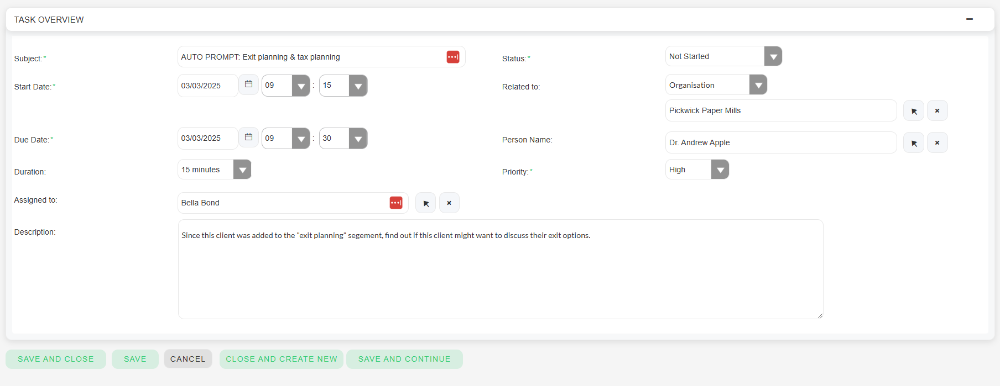 TASK OVERVIEW
Subject:* AUTO PROMPT: Exit planning & tax planning Status:* Not Started
Start Date:* 03/03/2025 09 : 15 Related to: Organisation
Pickwick Paper Mills
Due Date:* 03/03/2025 09 : 30 Person Name: Dr. Andrew Apple
Duration: 15 minutes Priority:* High
Assigned to: Bella Bond
Description: Since this client was added to the "exit planning" segement, find out if this client might want to discuss their exit options.
SAVE AND CLOSE SAVE CANCEL CLOSE AND CREATE NEW SAVE AND CONTINUE